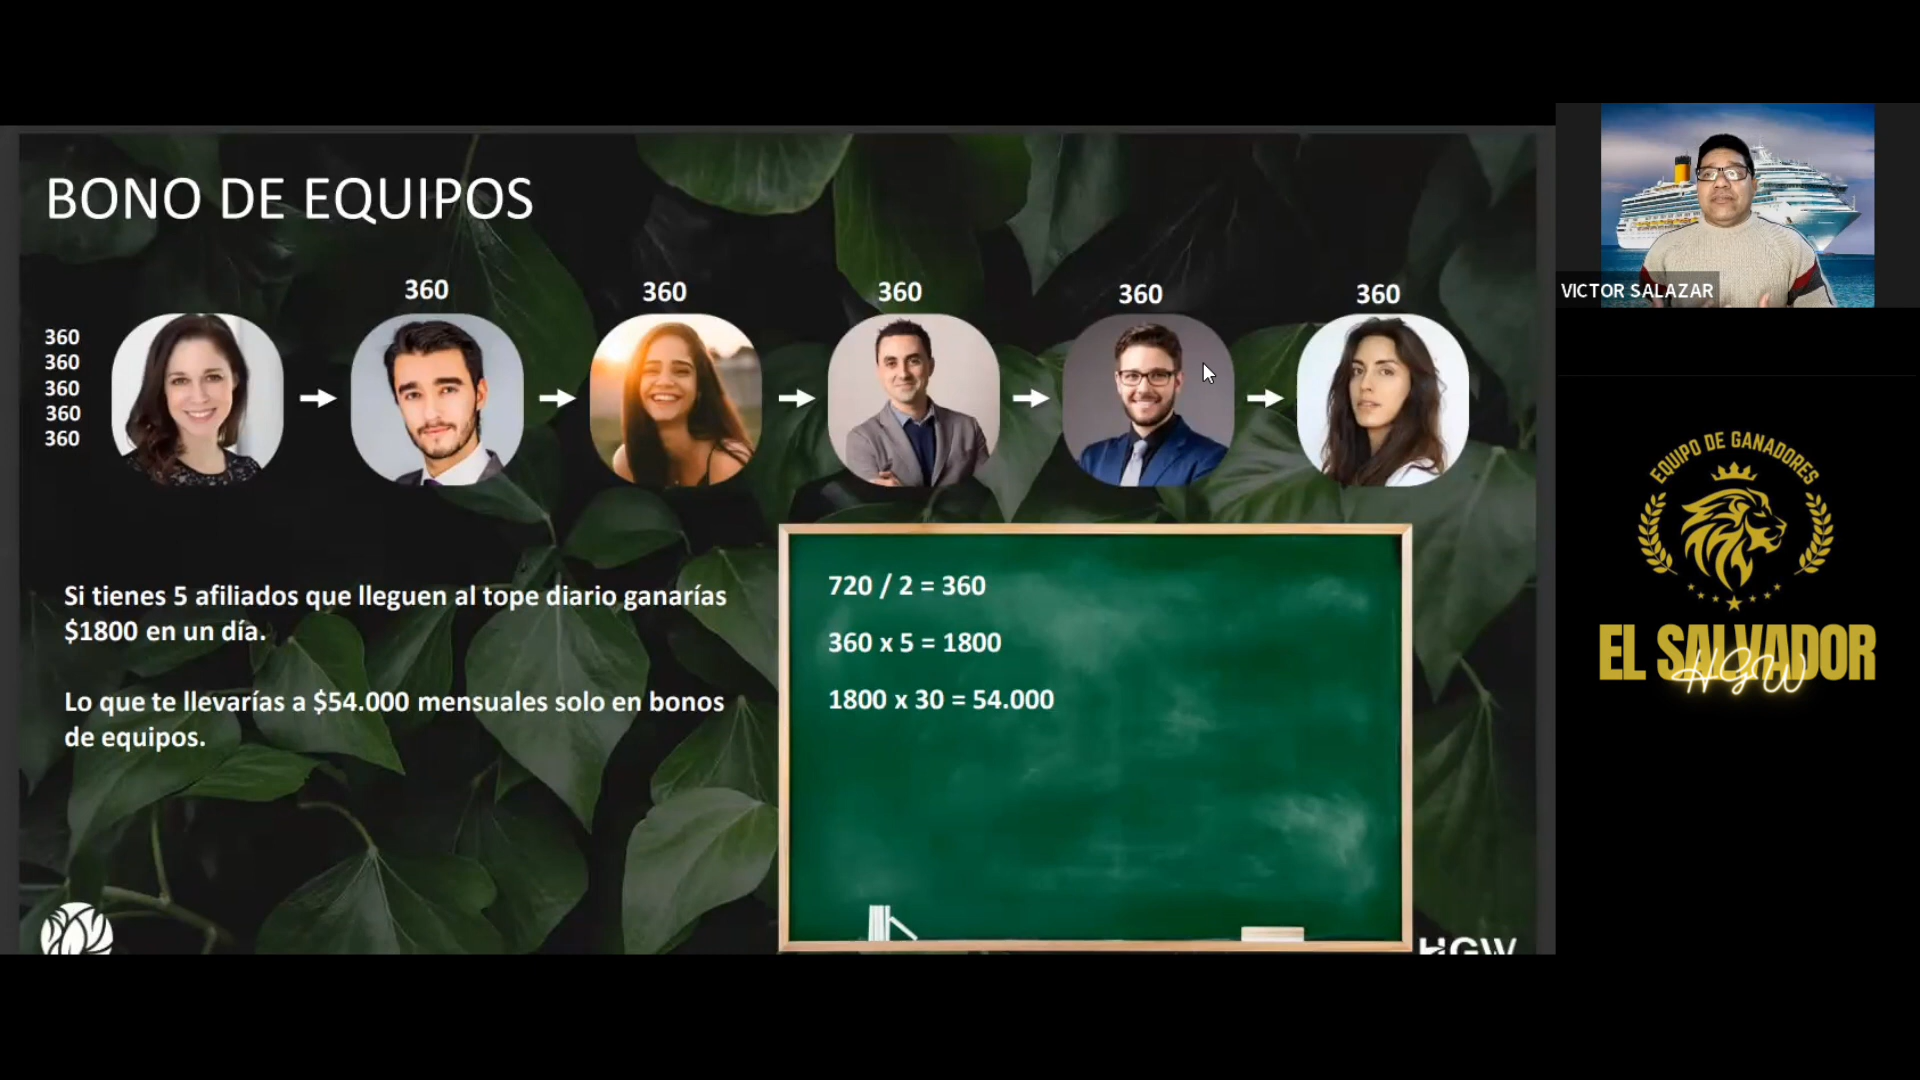 BONO DE EQUIPOS
360
360
360
360
360
360
360
360
360
360
Si tienes 5 afiliados que lleguen al tope diario ganarías
$1800 en un día.
Lo que te llevarías a $54.000 mensuales solo en bonos
de equipos.
720 / 2 = 360
360 x 5 = 1800
1800 x 30 = 54.000
HGW
VICTOR SALAZAR
EQUIPO DE GANADORES
EL SALVADOR
HGW